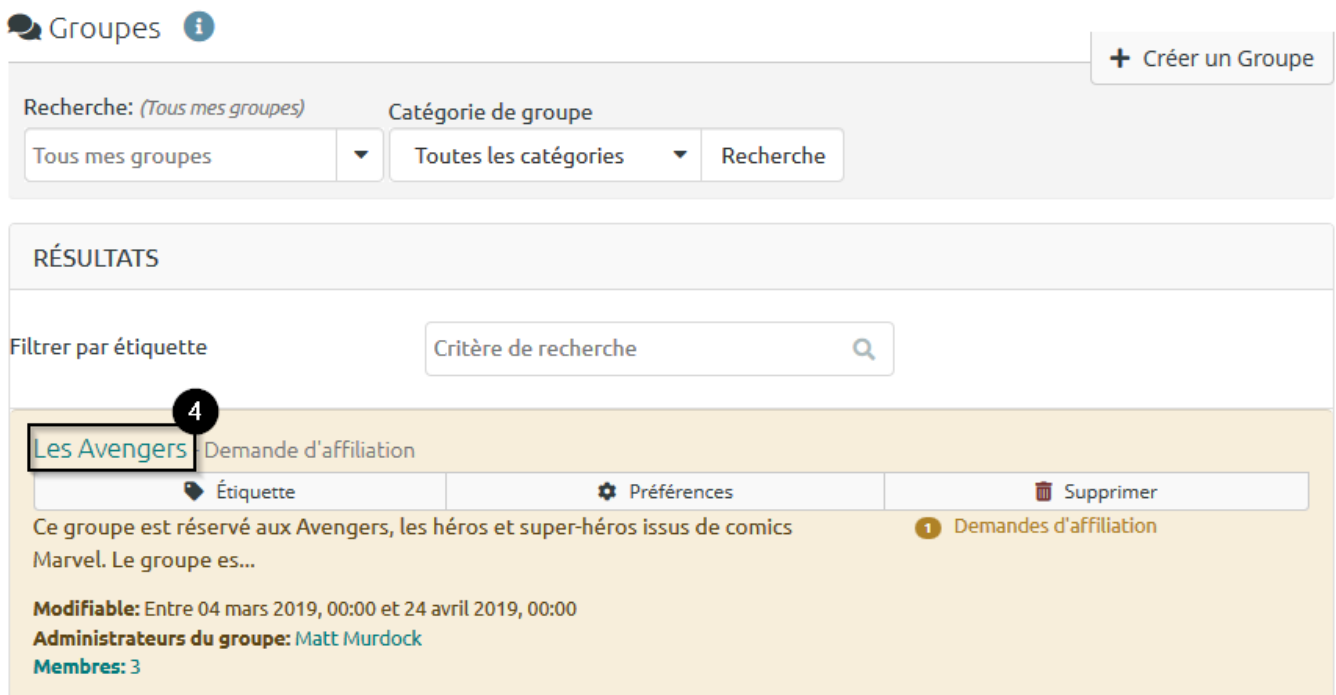 Groupes
+ Créer un Groupe
Recherche: (Tous mes groupes)
Catégorie de groupe
Tous mes groupes
Toutes les catégories
Recherche
RÉSULTATS
Filtrer par étiquette
Critère de recherche
4
Les Avengers - Demande d'affiliation
Étiquette
Préférences
Supprimer
Ce groupe est réservé aux Avengers, les héros et super-héros issus de comics
Marvel. Le groupe es...
1 Demandes d'affiliation
Modifiable: Entre 04 mars 2019, 00:00 et 24 avril 2019, 00:00
Administrateurs du groupe: Matt Murdock
Membres: 3